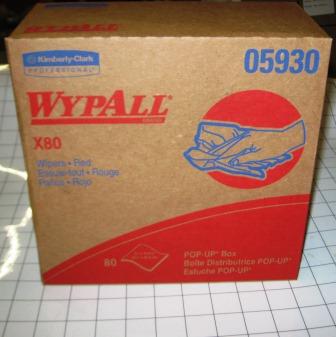 Kimberly-Clark
PROFESSIONAL*
05930
WYPALL*
X80
Wipers • Red
Essuie-tout • Rouge
Paños • Rojo
80
POP-UP* Box
Boîte Distributrice POP-UP*
Estuche POP-UP*